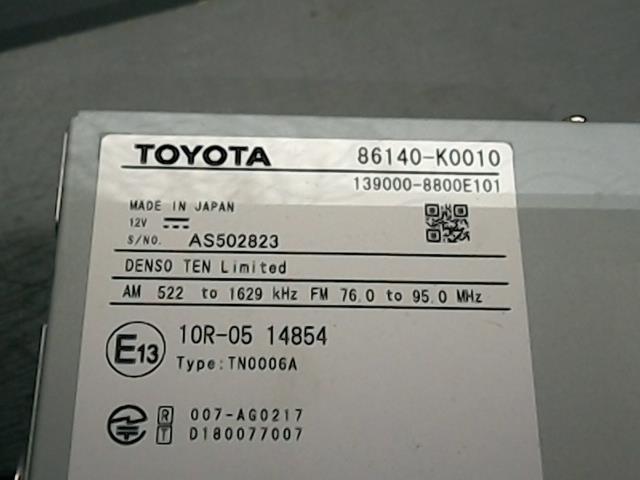 TOYOTA 86140-K0010
139000-8800E101
MADE IN JAPAN
12V
S/NO. AS502823
DENSO TEN Limited
AM 522 to 1629 kHz FM 76.0 to 95.0 MHz
E13 10R-05 14854
Type:TN0006A
R 007-AG0217
T D180077007